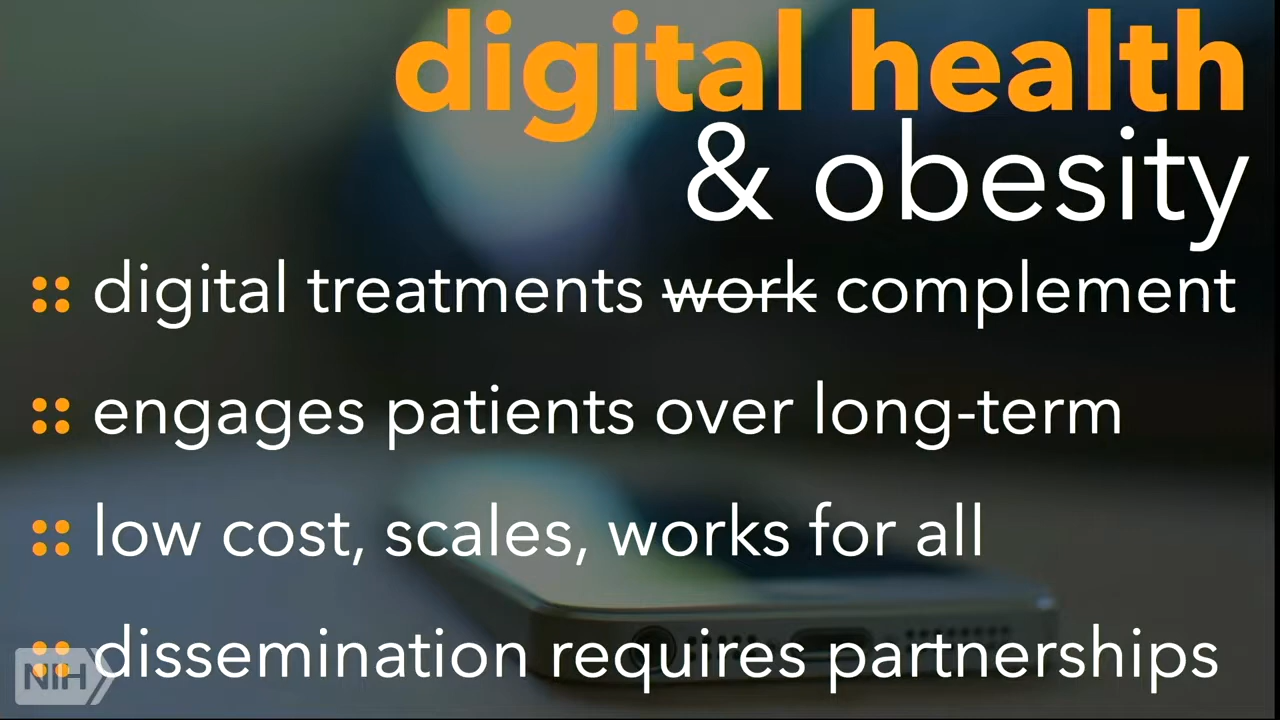 digital health
& obesity
digital treatments work complement
engages patients over long-term
low cost, scales, works for all
dissemination requires partnerships
NIH